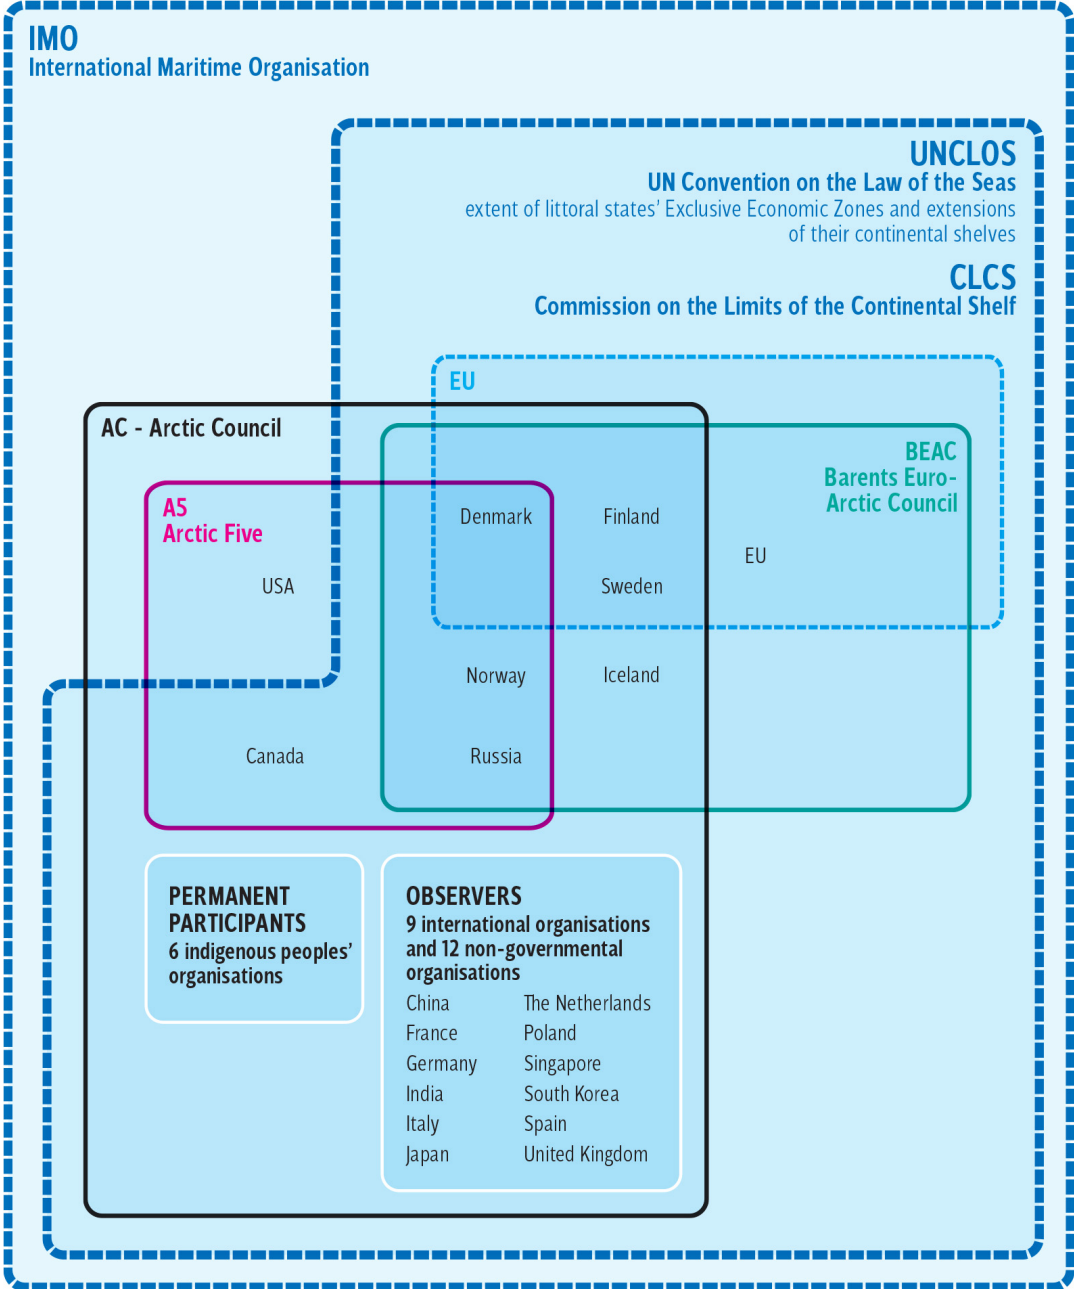 IMO
International Maritime Organisation
UNCLOS
UN Convention on the Law of the Seas
extent of littoral states’ Exclusive Economic Zones and extensions
of their continental shelves
CLCS
Commission on the Limits of the Continental Shelf
EU
AC - Arctic Council
BEAC
Barents Euro-
Arctic Council
A5
Arctic Five
Denmark
Finland
EU
USA
Sweden
Norway
Iceland
Canada
Russia
PERMANENT
PARTICIPANTS
6 indigenous peoples’
organisations
OBSERVERS
9 international organisations
and 12 non-governmental
organisations
China
France
Germany
India
Italy
Japan
The Netherlands
Poland
Singapore
South Korea
Spain
United Kingdom